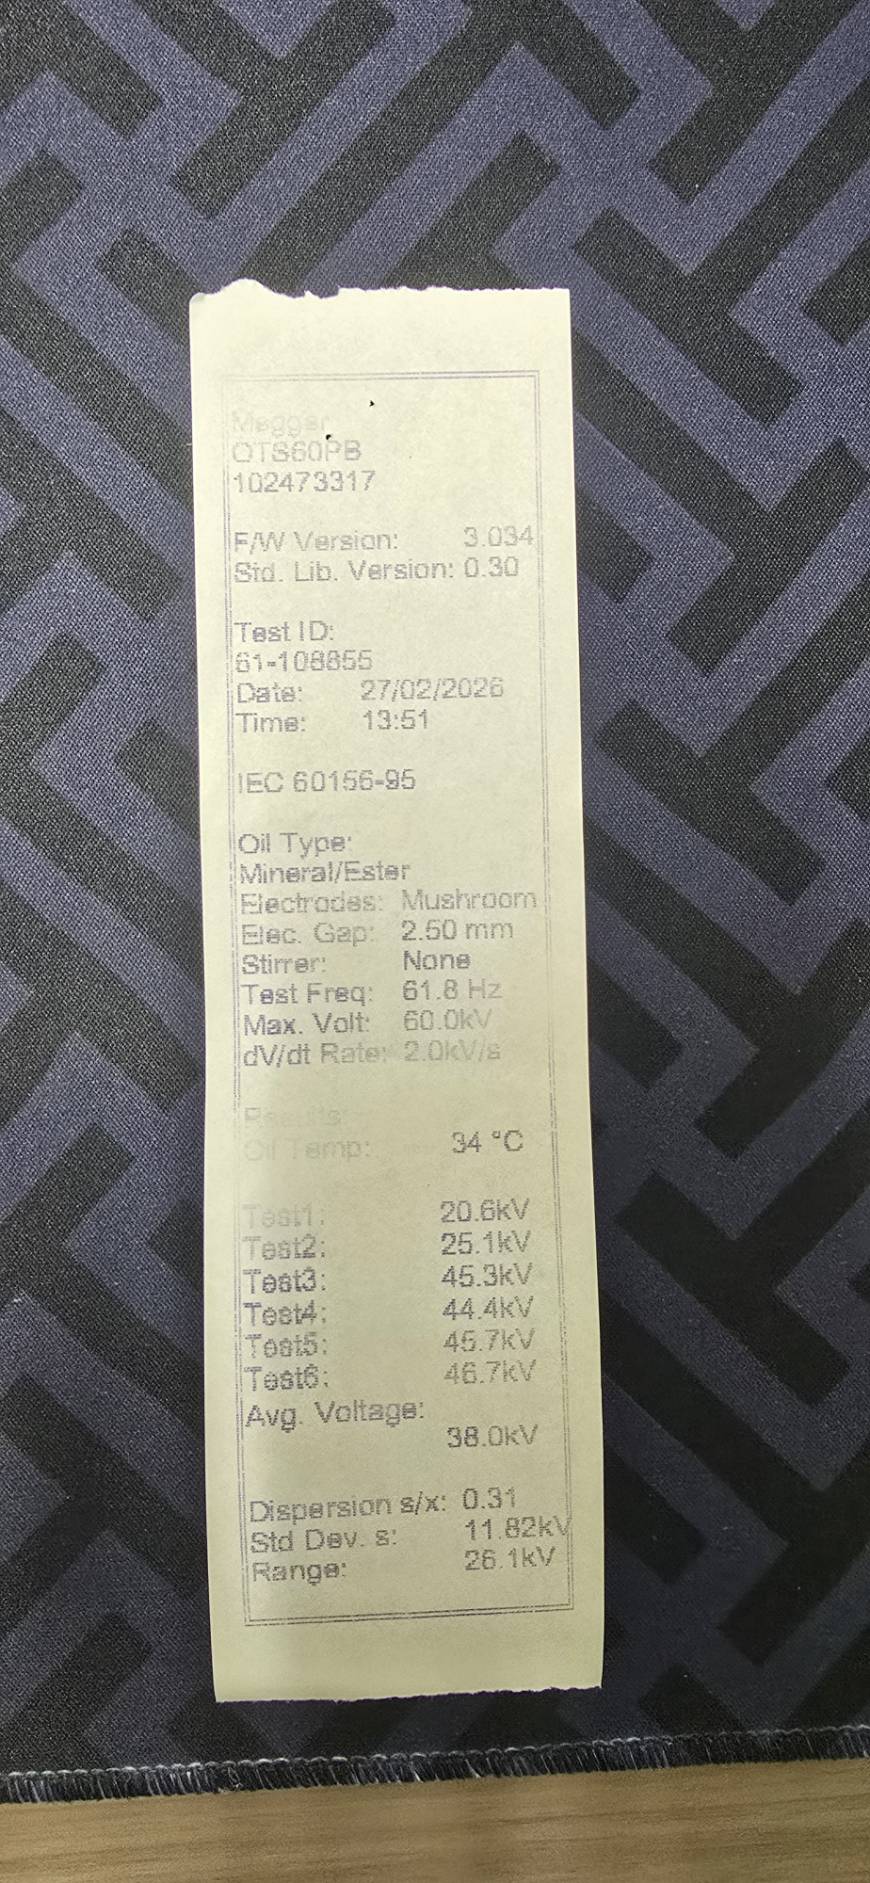 Megger
OTS60PB
102473317
F/W Version: 3.034
Std. Lib. Version: 0.30
Test ID:
61-108855
Date: 27/02/2026
Time: 13:51
IEC 60156-95
Oil Type:
Mineral/Ester
Electrodes: Mushroom
Elec. Gap: 2.50 mm
Stirrer: None
Test Freq: 61.8 Hz
Max. Volt: 60.0kV
dV/dt Rate: 2.0kV/s
Results
Oil Temp: 34 °C
Test1: 20.6kV
Test2: 25.1kV
Test3: 45.3kV
Test4: 44.4kV
Test5: 45.7kV
Test6: 46.7kV
Avg. Voltage:
38.0kV
Dispersion s/x: 0.31
Std Dev. s: 11.82kV
Range: 26.1kV